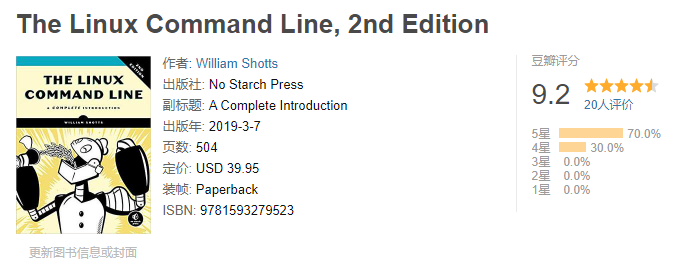 The Linux Command Line, 2nd Edition
2ND EDITION
THE LINUX
COMMAND LINE
A COMPLETE INTRODUCTION
WILLIAM SHOTTS
更新图书信息或封面
作者: William Shotts
出版社: No Starch Press
副标题: A Complete Introduction
出版年: 2019-3-7
页数: 504
定价: USD 39.95
装帧: Paperback
ISBN: 9781593279523
豆瓣评分
9.2
20人评价
5星 70.0%
4星 30.0%
3星 0.0%
2星 0.0%
1星 0.0%